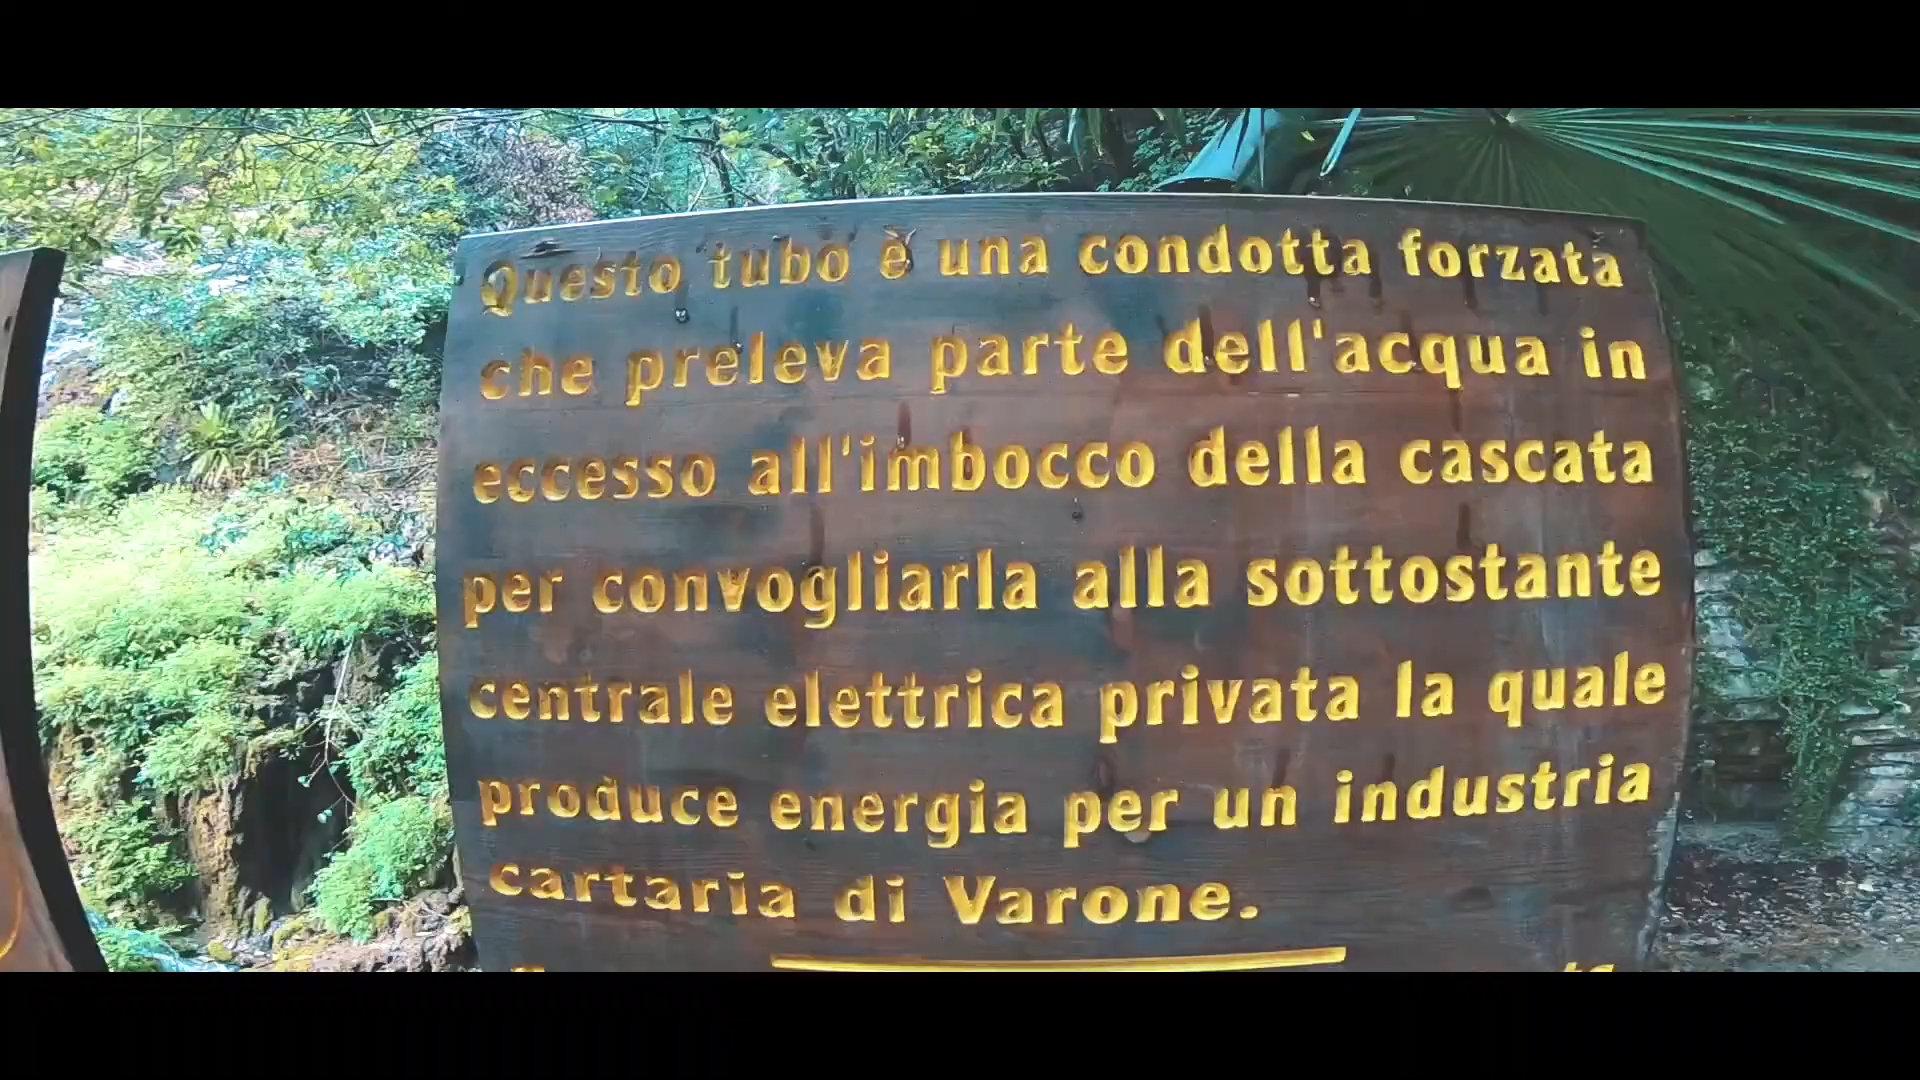 Questo tubo è una condotta forzata
che preleva parte dell'acqua in
eccesso all'imbocco della cascata
per convogliarla alla sottostante
centrale elettrica privata la quale
produce energia per un industria
cartaria di Varone.